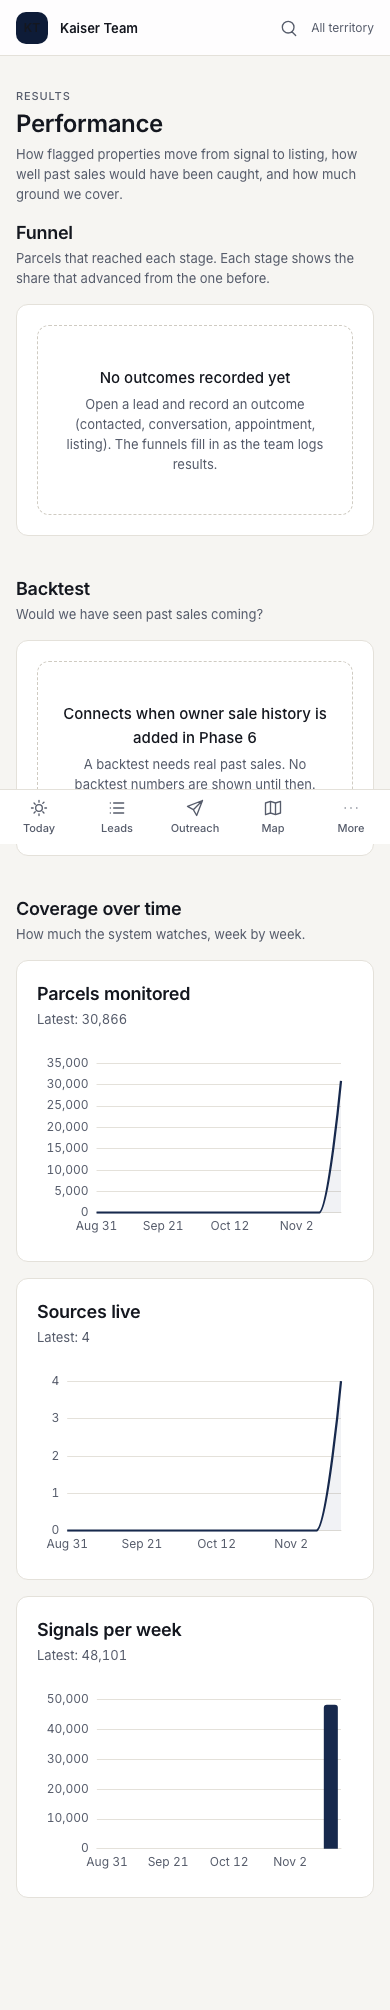 Kaiser Team
All territory
RESULTS
Performance
How flagged properties move from signal to listing, how
well past sales would have been caught, and how much
ground we cover.
Funnel
Parcels that reached each stage. Each stage shows the
share that advanced from the one before.
No outcomes recorded yet
Open a lead and record an outcome
(contacted, conversation, appointment,
listing). The funnels fill in as the team logs
results.
Backtest
Would we have seen past sales coming?
Connects when owner sale history is
added in Phase 6
A backtest needs real past sales. No
backtest numbers are shown until then.
Today
Leads
Outreach
Map
More
Coverage over time
How much the system watches, week by week.
Parcels monitored
Latest: 30,866
35,000
30,000
25,000
20,000
15,000
10,000
5,000
0
Aug 31 Sep 21 Oct 12 Nov 2
Sources live
Latest: 4
4
3
2
1
0
Aug 31 Sep 21 Oct 12 Nov 2
Signals per week
Latest: 48,101
50,000
40,000
30,000
20,000
10,000
0
Aug 31 Sep 21 Oct 12 Nov 2